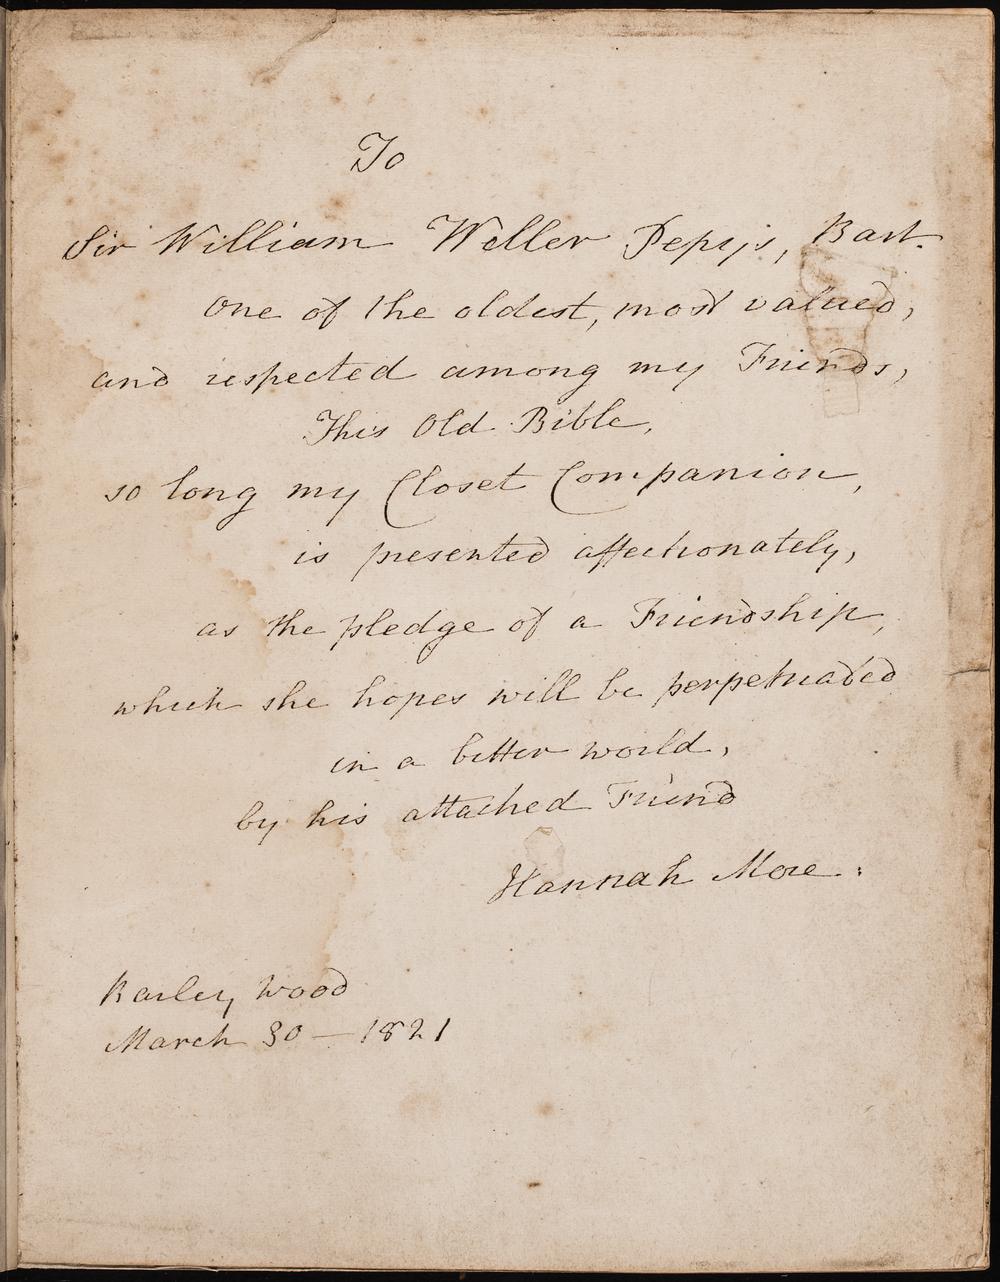 To
Sir William Weller Pepys, Bart.
one of the oldest, most valued,
and respected among my Friends,
This Old Bible,
so long my Closet Companion,
is presented affectionately,
as the pledge of a Friendship,
which she hopes will be perpetuated
in a better world,
by his attached Friend
Hannah More.
Barley Wood
March 30 — 1821